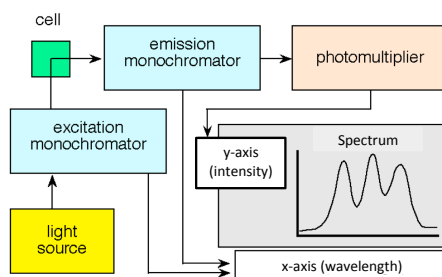 cell
emission
monochromator
photomultiplier
excitation
monochromator
y-axis
(intensity)
Spectrum
light
source
x-axis (wavelength)